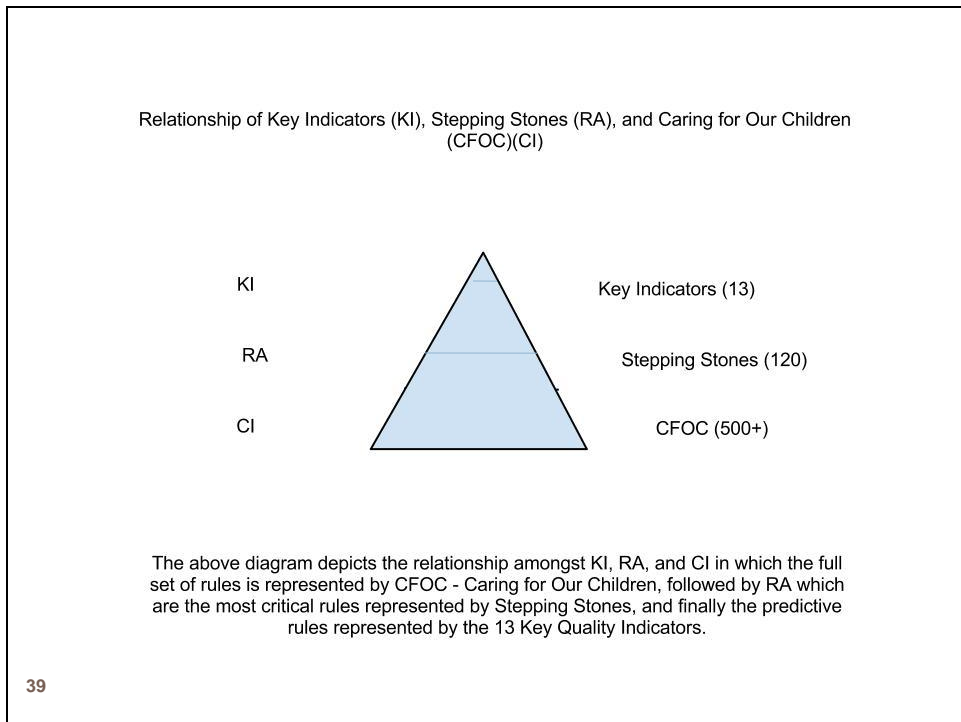 Relationship of Key Indicators (KI), Stepping Stones (RA), and Caring for Our Children
(CFOC)(CI)
KI
Key Indicators (13)
RA
Stepping Stones (120)
CI
CFOC (500+)
The above diagram depicts the relationship amongst KI, RA, and CI in which the full
set of rules is represented by CFOC - Caring for Our Children, followed by RA which
are the most critical rules represented by Stepping Stones, and finally the predictive
rules represented by the 13 Key Quality Indicators.
39